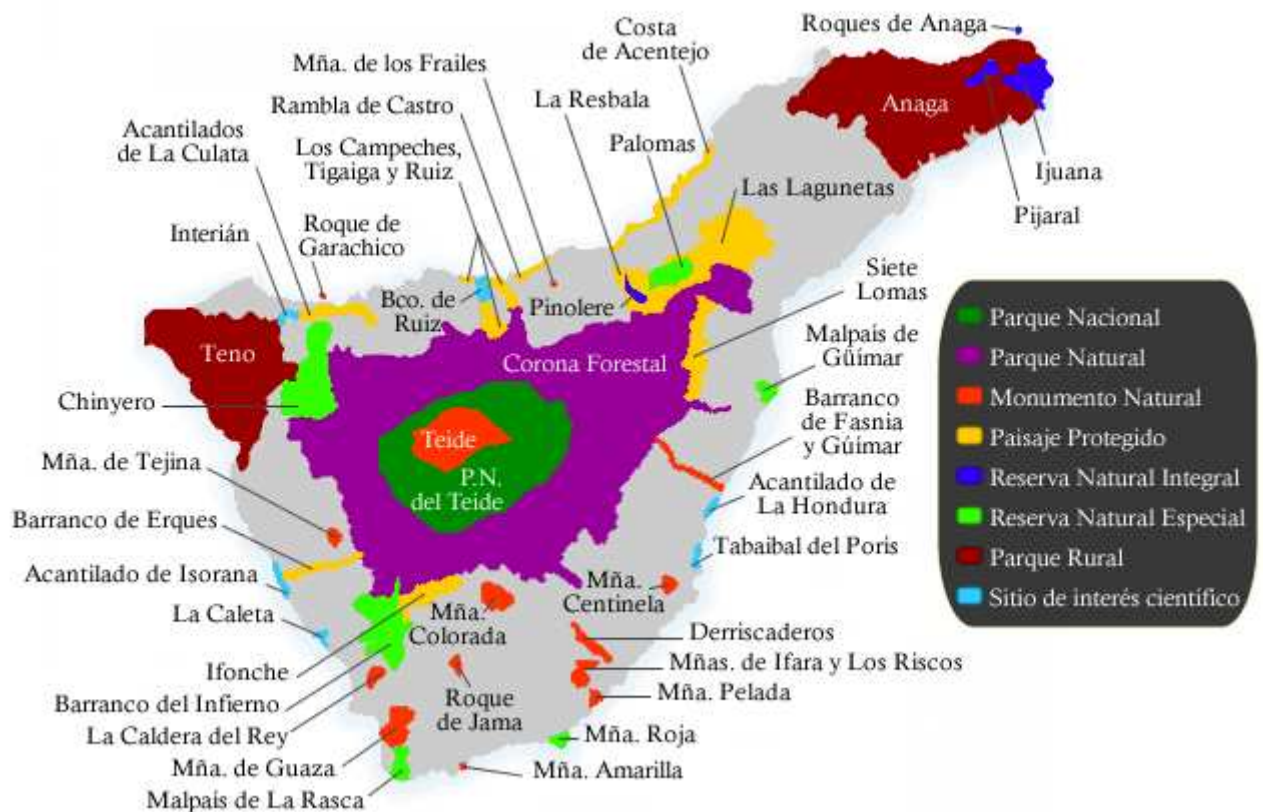 Roques de Anaga
Costa
de Acentejo
Mña. de los Frailes
Rambla de Castro
La Resbala
Anaga
Acantilados
de La Culata
Los Campeches,
Tigaiga y Ruiz
Palomas
Ijuana
Las Lagunetas
Pijaral
Interián
Roque de
Garachico
Siete
Lomas
Bco. de
Ruiz
Pinolere
Teno
Corona Forestal
Malpaís de
Güímar
Chinyero
Barranco
de Fasnia
y Gúímar
Teide
Mña. de Tejina
P.N.
del Teide
Acantilado de
La Hondura
Barranco de Erques
Tabaibal del Poris
Acantilado de Isorana
Mña.
Centinela
La Caleta
Mña.
Colorada
Derriscaderos
Ifonche
Mñas. de Ifara y Los Riscos
Barranco del Infierno
Roque
de Jama
Mña. Pelada
La Caldera del Rey
Mña. Roja
Mña. de Guaza
Mña. Amarilla
Malpaís de La Rasca
Parque Nacional
Parque Natural
Monumento Natural
Paisaje Protegido
Reserva Natural Integral
Reserva Natural Especial
Parque Rural
Sitio de interés científico